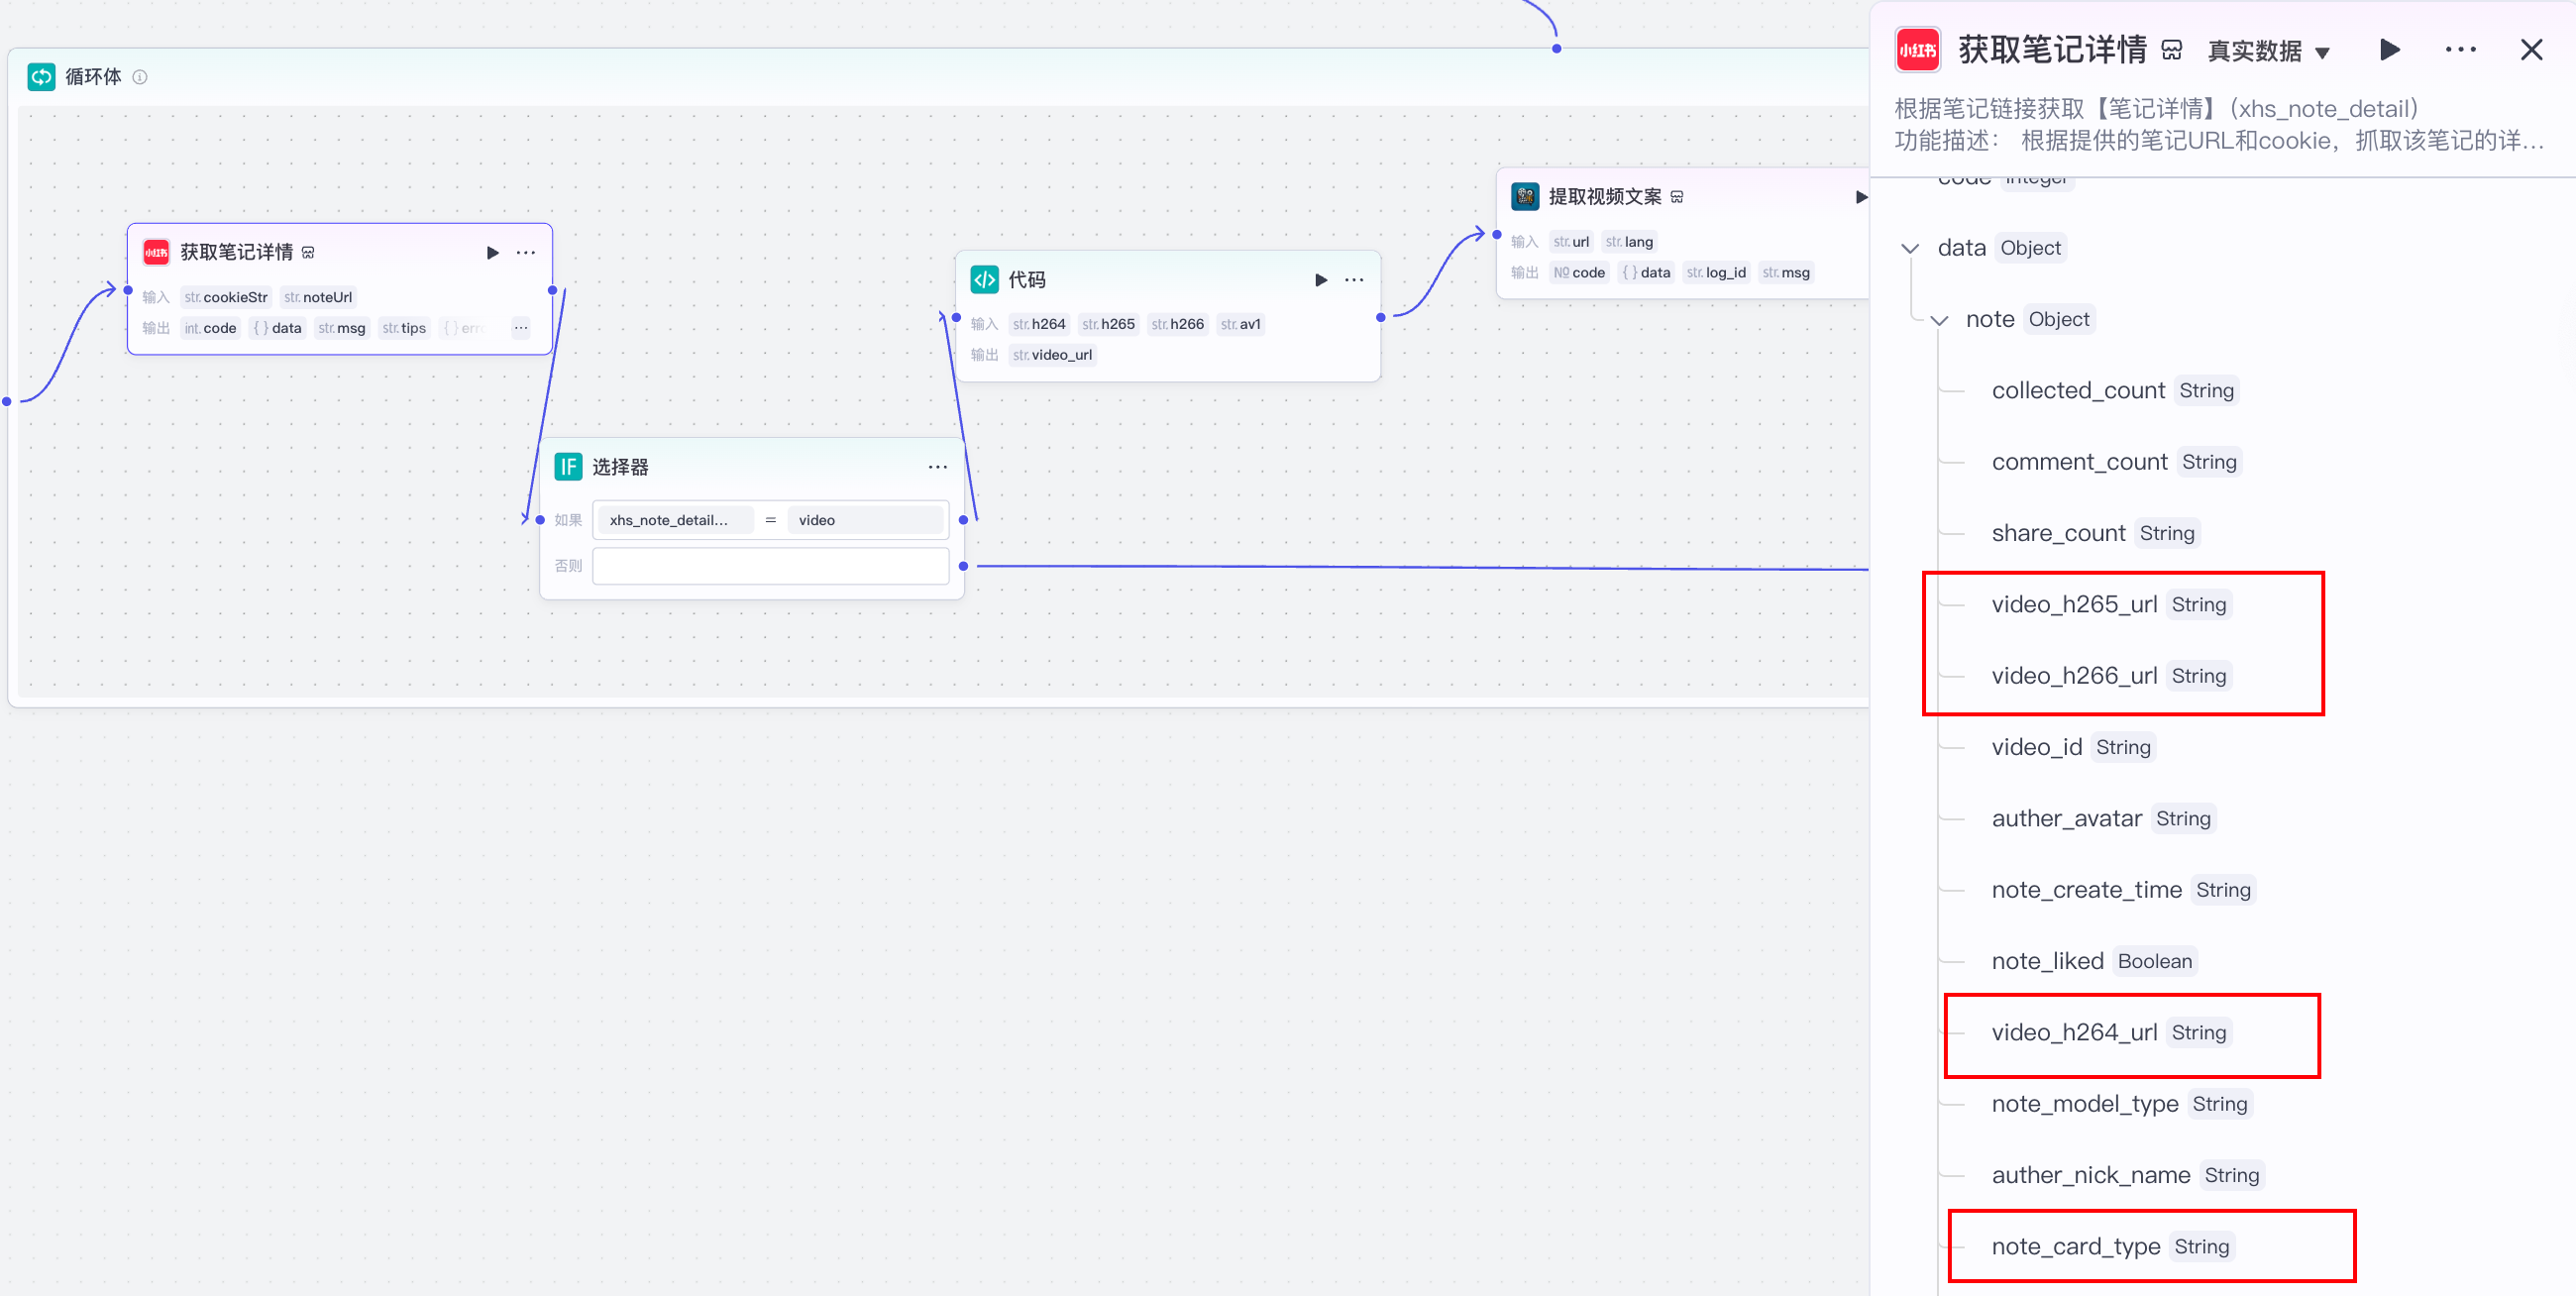 循环体
小红书 获取笔记详情
输入 str. cookieStr str. noteUrl
输出 int. code { } data str. msg str. tips { } erro ...
IF 选择器
如果 xhs_note_detail... = video
否则
</> 代码
输入 str. h264 str. h265 str. h266 str. av1
输出 str. video_url
提取视频文案
输入 str. url str. lang
输出 № code { } data str. log_id str. msg
小红书 获取笔记详情 真实数据
根据笔记链接获取【笔记详情】(xhs_note_detail)
功能描述： 根据提供的笔记URL和cookie，抓取该笔记的详...
code Integer
data Object
note Object
collected_count String
comment_count String
share_count String
video_h265_url String
video_h266_url String
video_id String
auther_avatar String
note_create_time String
note_liked Boolean
video_h264_url String
note_model_type String
auther_nick_name String
note_card_type String